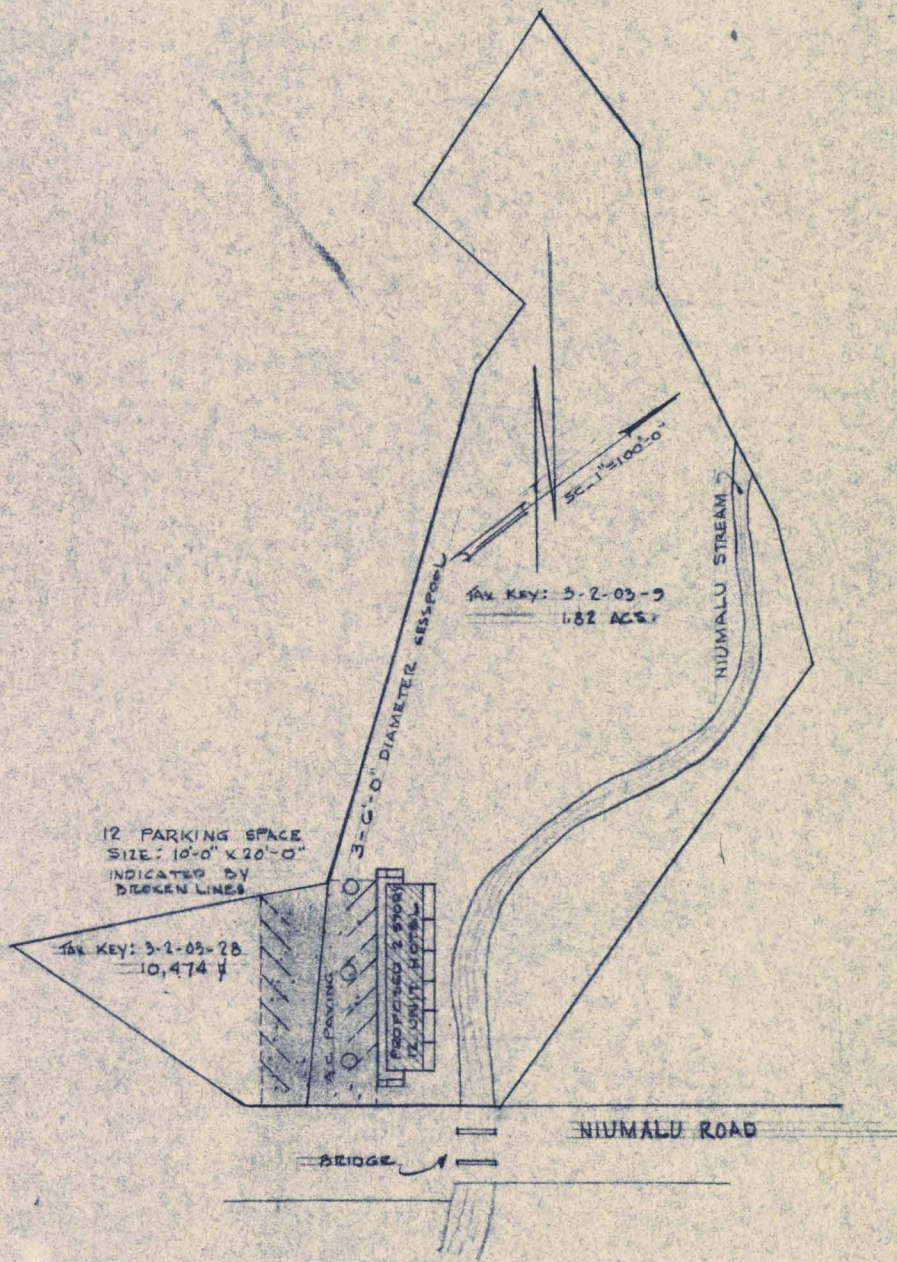 SC_ 1"=100'-0"
NIUMALU STREAM
TAX KEY: 3-2-03-9
1.82 ACS.
3-6'-0" DIAMETER CESSPOOL
12 PARKING SPACE
SIZE: 10'-0" X 20'-0"
INDICATED BY
BROKEN LINES
TAX KEY: 3-2-03-28
10,474
A.C. PAVING
PROPOSED 2 STORY
12 UNIT HOTEL
NIUMALU ROAD
BRIDGE